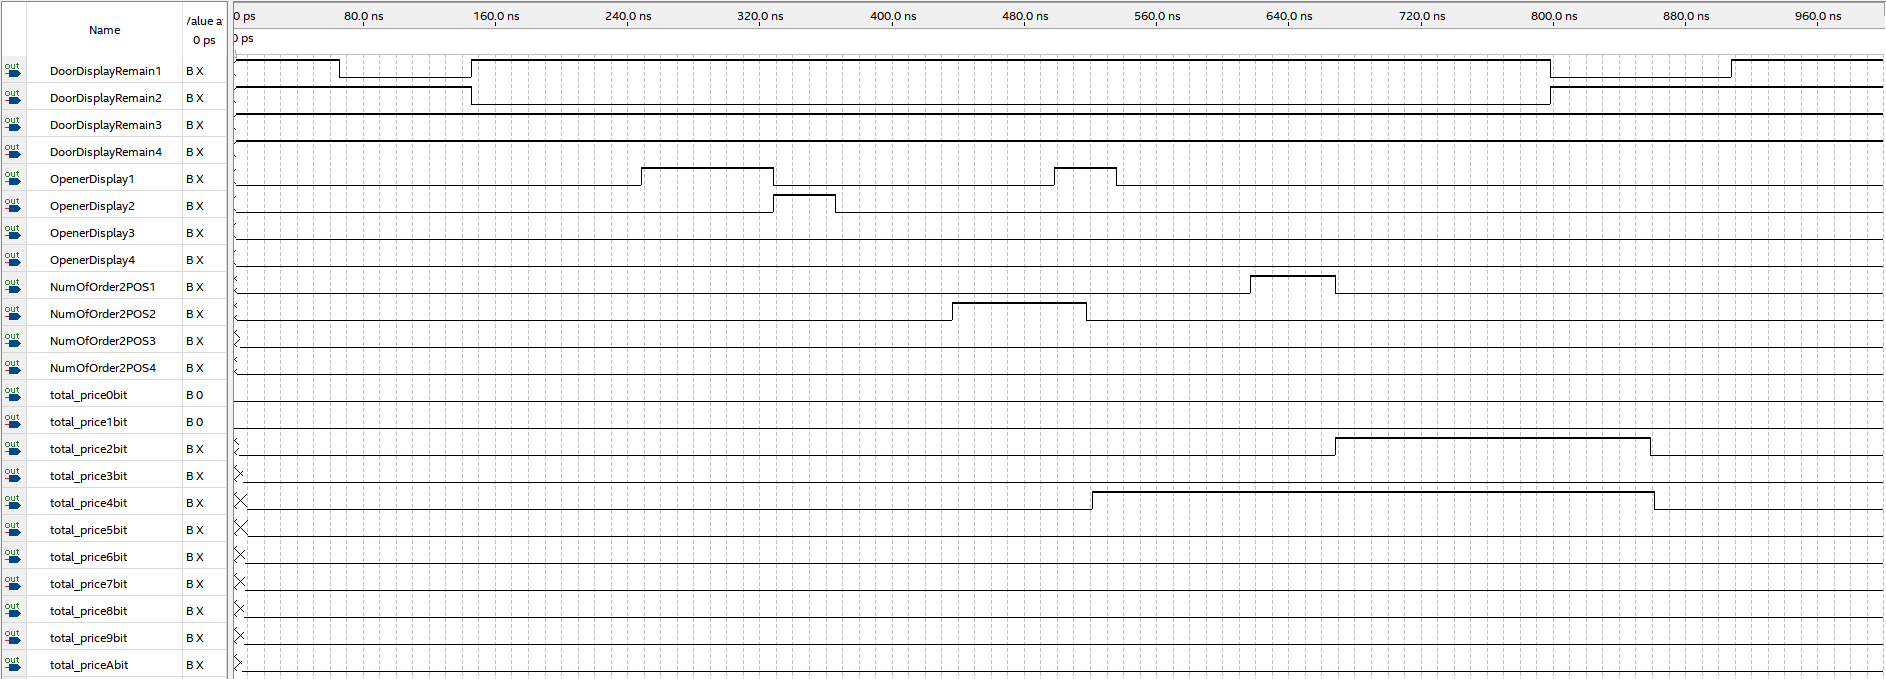 Name
/alue a
0 ps
0 ps 80.0 ns 160.0 ns 240.0 ns 320.0 ns 400.0 ns 480.0 ns 560.0 ns 640.0 ns 720.0 ns 800.0 ns 880.0 ns 960.0 ns
0 ps
out DoorDisplayRemain1 B X
out DoorDisplayRemain2 B X
out DoorDisplayRemain3 B X
out DoorDisplayRemain4 B X
out OpenerDisplay1 B X
out OpenerDisplay2 B X
out OpenerDisplay3 B X
out OpenerDisplay4 B X
out NumOfOrder2POS1 B X
out NumOfOrder2POS2 B X
out NumOfOrder2POS3 B X
out NumOfOrder2POS4 B X
out total_price0bit B 0
out total_price1bit B 0
out total_price2bit B X
out total_price3bit B X
out total_price4bit B X
out total_price5bit B X
out total_price6bit B X
out total_price7bit B X
out total_price8bit B X
out total_price9bit B X
out total_priceAbit B X